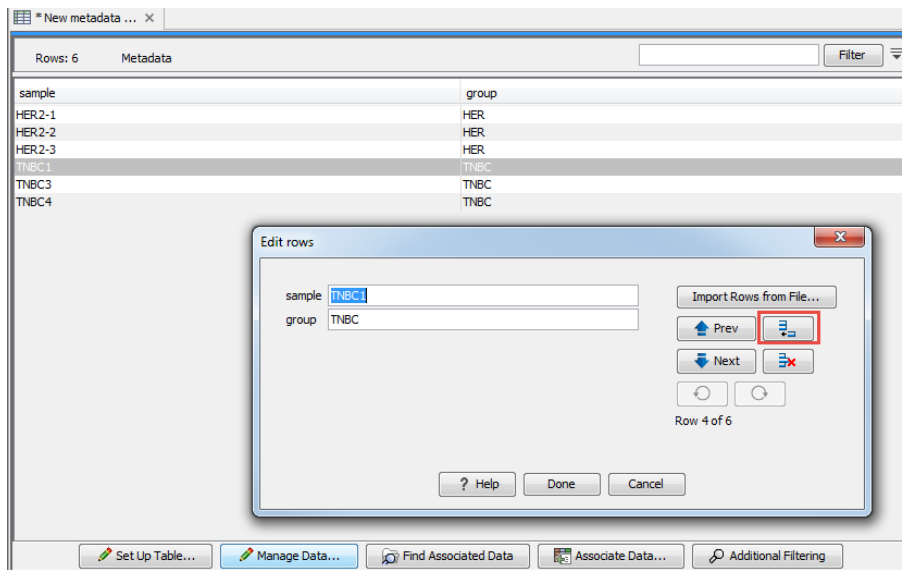 * New metadata ... ×
Rows: 6 Metadata Filter
sample group
HER2-1 HER
HER2-2 HER
HER2-3 HER
TNBC1 TNBC
TNBC3 TNBC
TNBC4 TNBC
Edit rows
sample TNBC1 Import Rows from File...
group TNBC
Prev
Next
Row 4 of 6
? Help Done Cancel
Set Up Table... Manage Data... Find Associated Data Associate Data... Additional Filtering